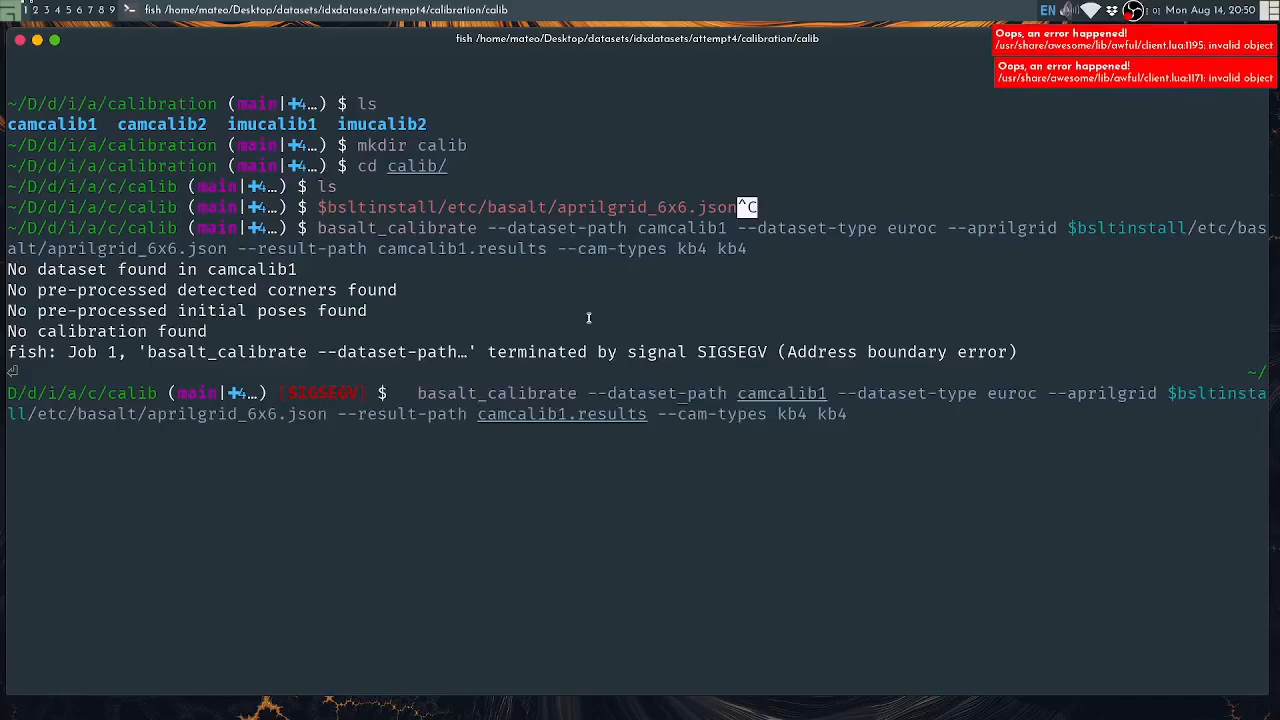 1 2 3 4 5 6 7 8 9 fish /home/mateo/Desktop/datasets/idxdatasets/attempt4/calibration/calib EN Mon Aug 14, 20:50
fish /home/mateo/Desktop/datasets/idxdatasets/attempt4/calibration/calib
Oops, an error happened!
/usr/share/awesome/lib/awful/client.lua:1195: invalid object
Oops, an error happened!
/usr/share/awesome/lib/awful/client.lua:1171: invalid object
~/D/d/i/a/calibration (main|✚4…) $ ls
camcalib1 camcalib2 imucalib1 imucalib2
~/D/d/i/a/calibration (main|✚4…) $ mkdir calib
~/D/d/i/a/calibration (main|✚4…) $ cd calib/
~/D/d/i/a/c/calib (main|✚4…) $ ls
~/D/d/i/a/c/calib (main|✚4…) $ $bsltinstall/etc/basalt/aprilgrid_6x6.json^C
~/D/d/i/a/c/calib (main|✚4…) $ basalt_calibrate --dataset-path camcalib1 --dataset-type euroc --aprilgrid $bsltinstall/etc/bas
alt/aprilgrid_6x6.json --result-path camcalib1.results --cam-types kb4 kb4
No dataset found in camcalib1
No pre-processed detected corners found
No pre-processed initial poses found
No calibration found
fish: Job 1, 'basalt_calibrate --dataset-path…' terminated by signal SIGSEGV (Address boundary error)
⏎ ~/
D/d/i/a/c/calib (main|✚4…) [SIGSEGV] $ basalt_calibrate --dataset-path camcalib1 --dataset-type euroc --aprilgrid $bsltinsta
ll/etc/basalt/aprilgrid_6x6.json --result-path camcalib1.results --cam-types kb4 kb4